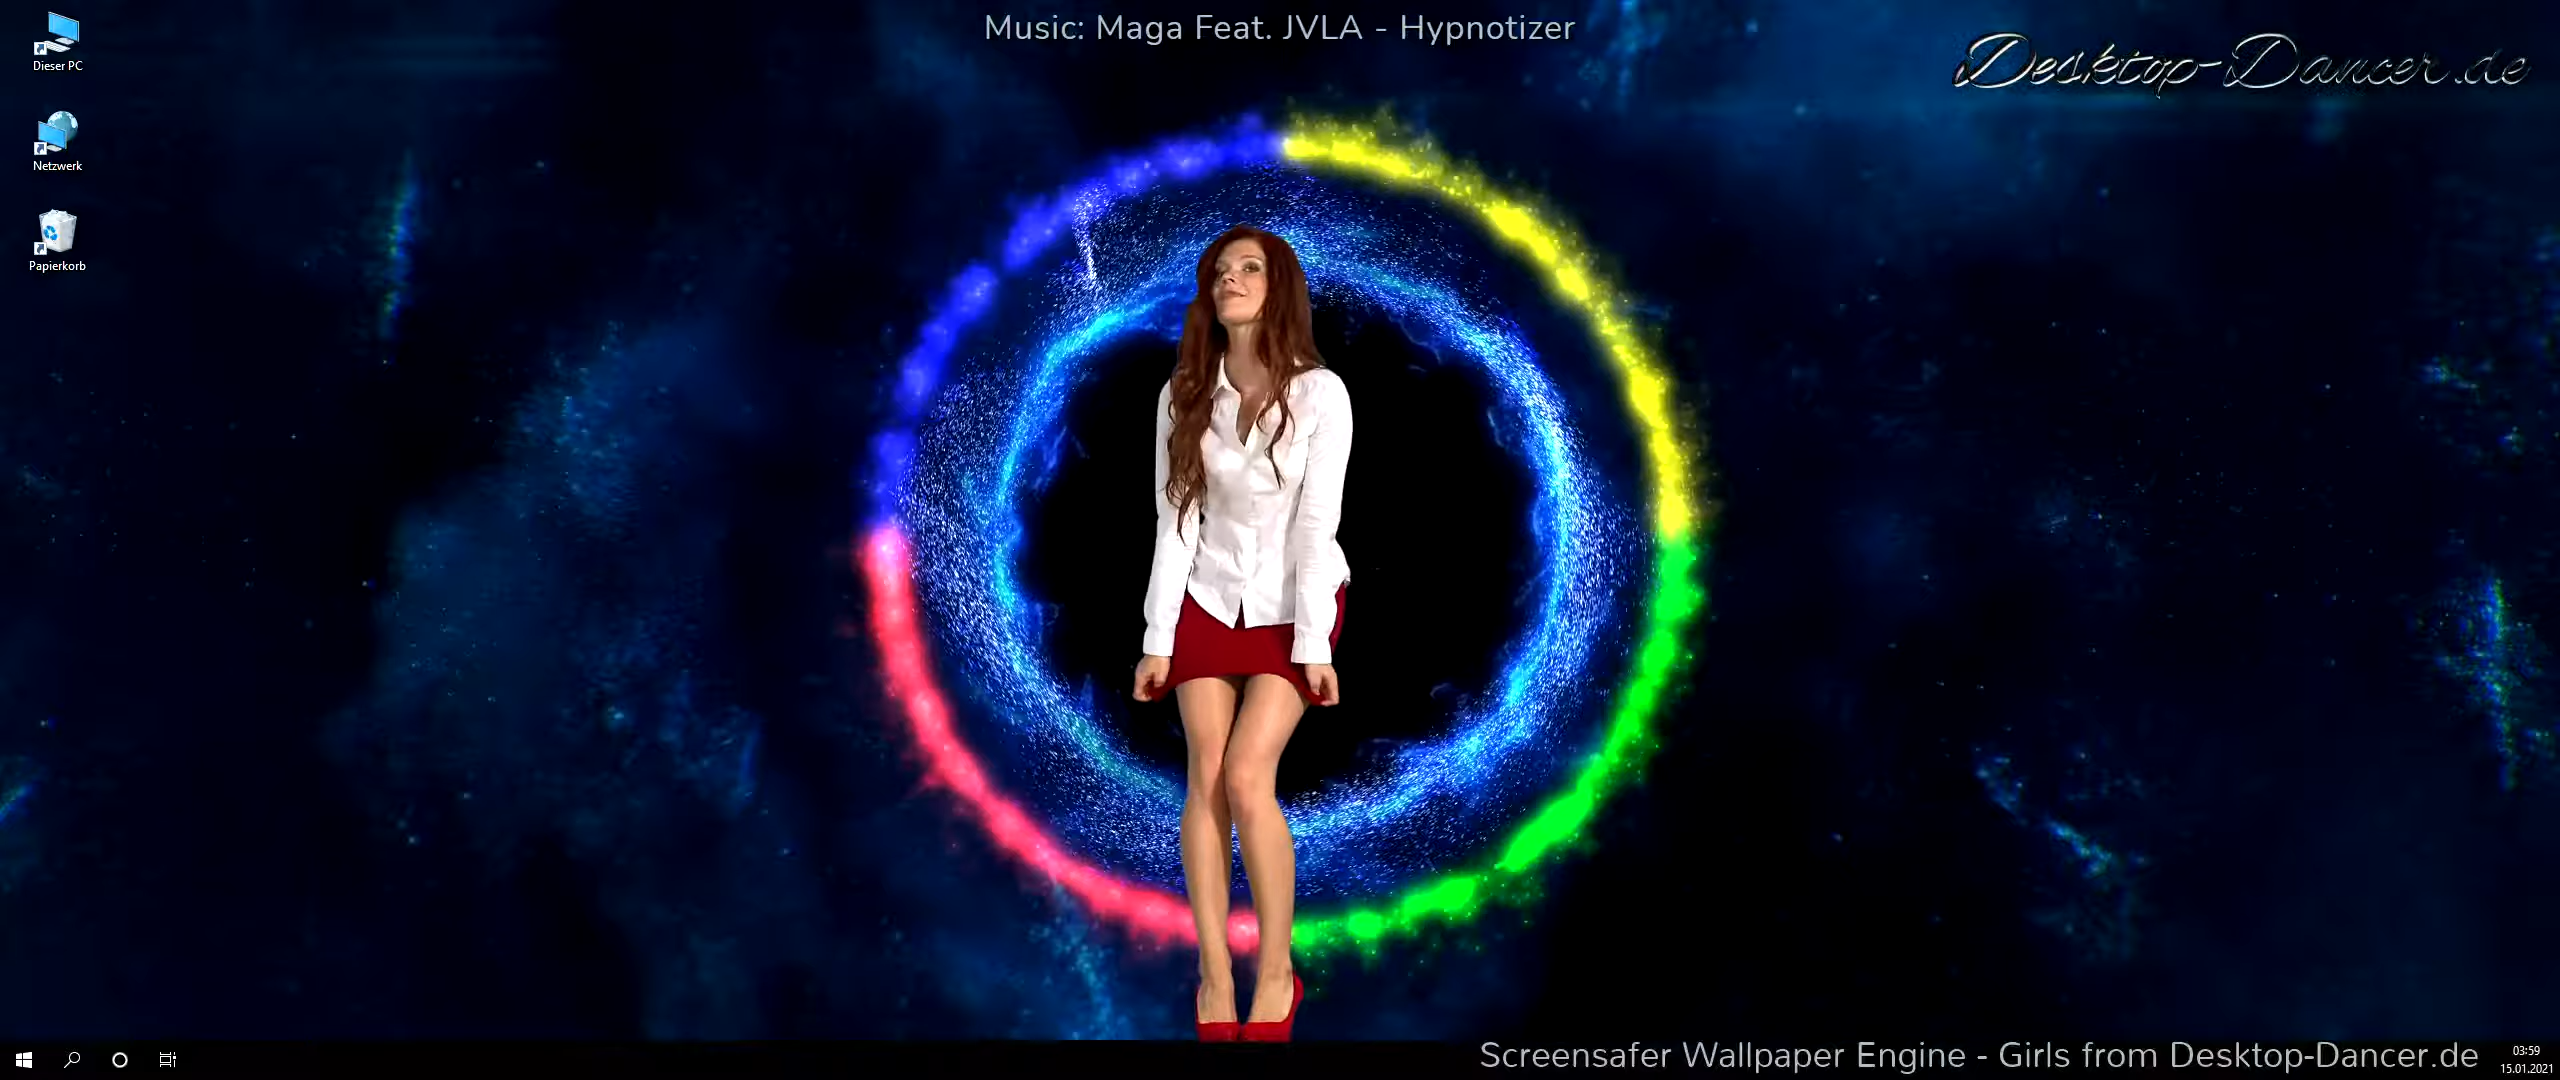 Music: Maga Feat. JVLA - Hypnotizer
Desktop-Dancer.de
Dieser PC
Netzwerk
Papierkorb
Screensafer Wallpaper Engine - Girls from Desktop-Dancer.de
03:59
15.01.2021